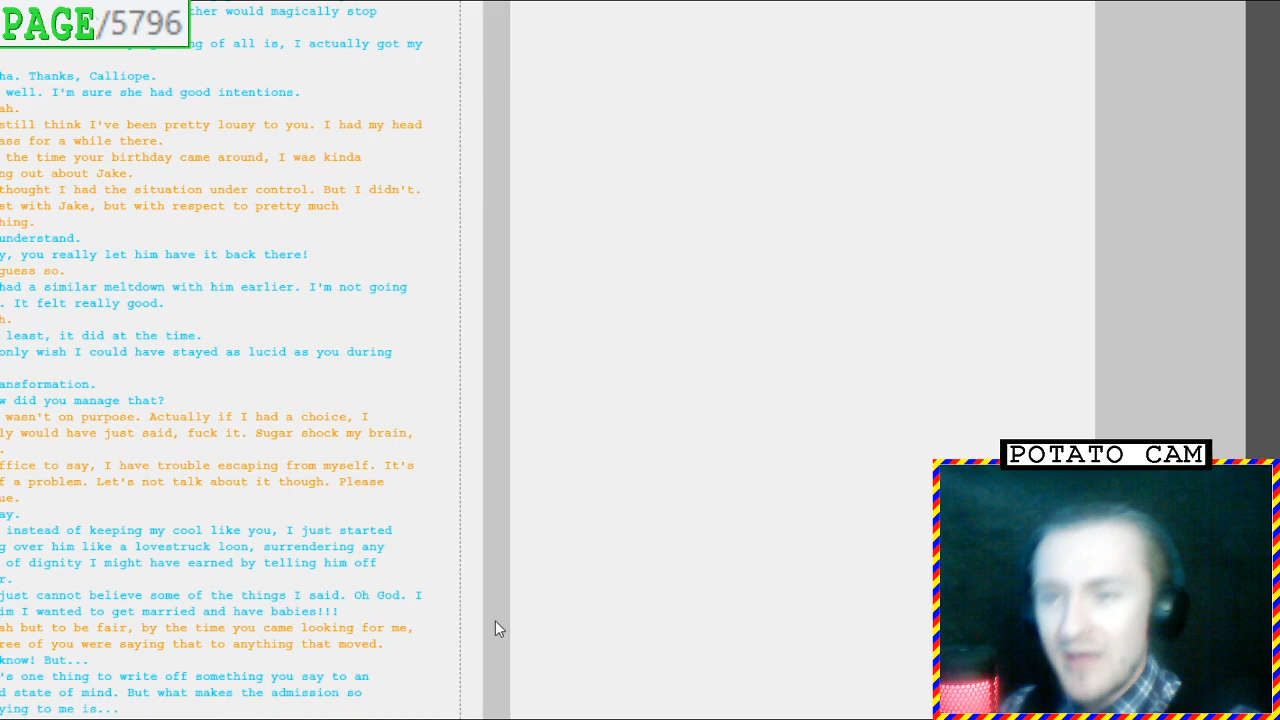 PAGE/5796
ther would magically stop
ng of all is, I actually got my
ha. Thanks, Calliope.
well. I'm sure she had good intentions.
ah.
still think I've been pretty lousy to you. I had my head
ass for a while there.
the time your birthday came around, I was kinda
ng out about Jake.
thought I had the situation under control. But I didn't.
st with Jake, but with respect to pretty much
hing.
understand.
y, you really let him have it back there!
guess so.
had a similar meltdown with him earlier. I'm not going
. It felt really good.
h.
least, it did at the time.
only wish I could have stayed as lucid as you during
ansformation.
w did you manage that?
wasn't on purpose. Actually if I had a choice, I
ly would have just said, fuck it. Sugar shock my brain,
.
ffice to say, I have trouble escaping from myself. It's
f a problem. Let's not talk about it though. Please
ue.
ay.
instead of keeping my cool like you, I just started
g over him like a lovestruck loon, surrendering any
of dignity I might have earned by telling him off
r.
just cannot believe some of the things I said. Oh God. I
im I wanted to get married and have babies!!!
ah but to be fair, by the time you came looking for me,
ree of you were saying that to anything that moved.
know! But...
's one thing to write off something you say to an
d state of mind. But what makes the admission so
ying to me is...
POTATO CAM